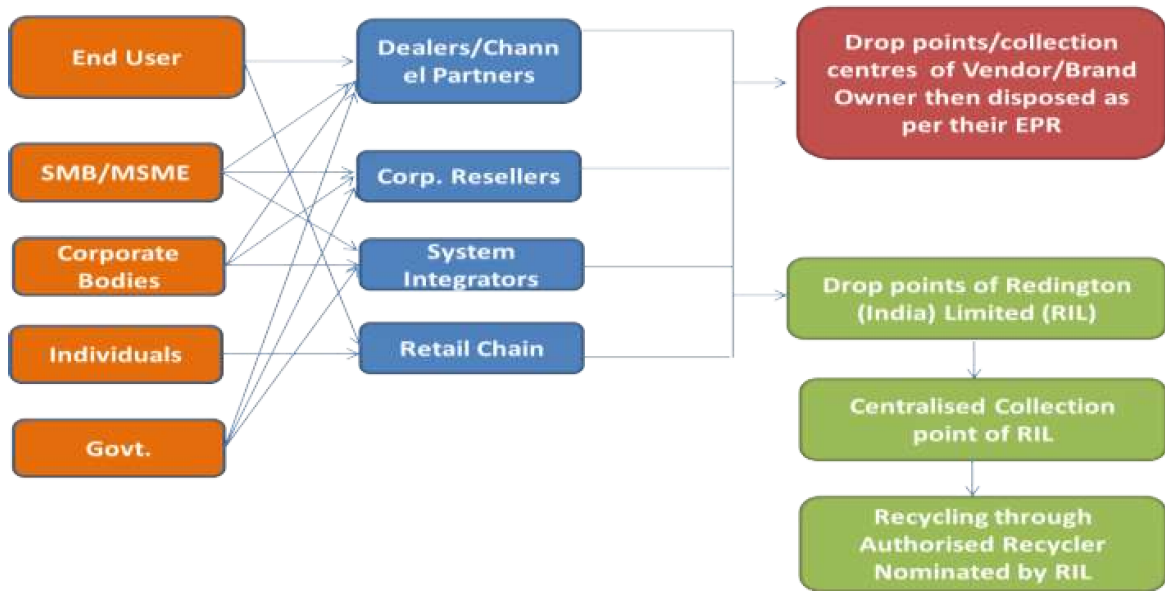 End User
SMB/MSME
Corporate
Bodies
Individuals
Govt.
Dealers/Chann
el Partners
Corp. Resellers
System
Integrators
Retail Chain
Drop points/collection
centres of Vendor/Brand
Owner then disposed as
per their EPR
Drop points of Redington
(India) Limited (RIL)
Centralised Collection
point of RIL
Recycling through
Authorised Recycler
Nominated by RIL